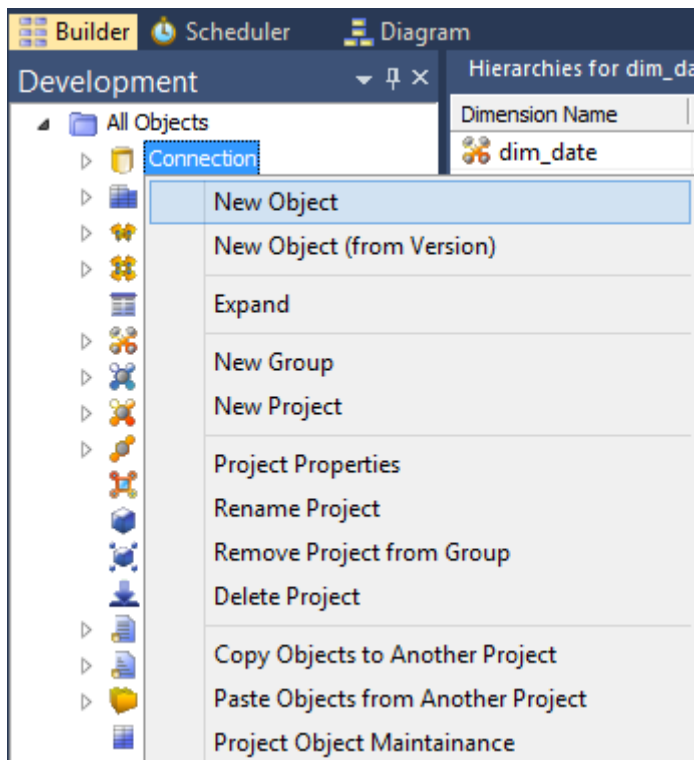 Builder Scheduler Diagram
Development
Hierarchies for dim_da
All Objects
Dimension Name
Connection
dim_date
New Object
New Object (from Version)
Expand
New Group
New Project
Project Properties
Rename Project
Remove Project from Group
Delete Project
Copy Objects to Another Project
Paste Objects from Another Project
Project Object Maintainance